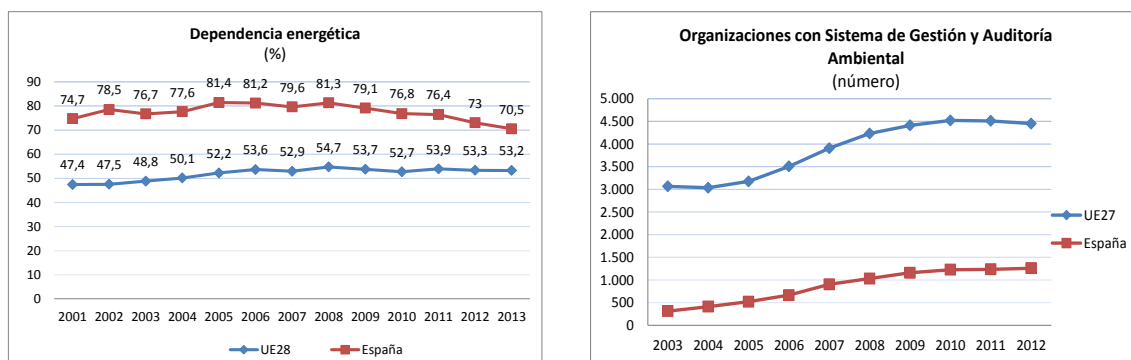 Dependencia energética
(%)
90
80
70
60
50
40
30
20
10
0
74,7 78,5 76,7 77,6 81,4 81,2 79,6 81,3 79,1 76,8 76,4 73 70,5
47,4 47,5 48,8 50,1 52,2 53,6 52,9 54,7 53,7 52,7 53,9 53,3 53,2
2001 2002 2003 2004 2005 2006 2007 2008 2009 2010 2011 2012 2013
UE28 España
Organizaciones con Sistema de Gestión y Auditoría
Ambiental
(número)
5.000
4.500
4.000
3.500
3.000
2.500
2.000
1.500
1.000
500
0
2003 2004 2005 2006 2007 2008 2009 2010 2011 2012
UE27
España